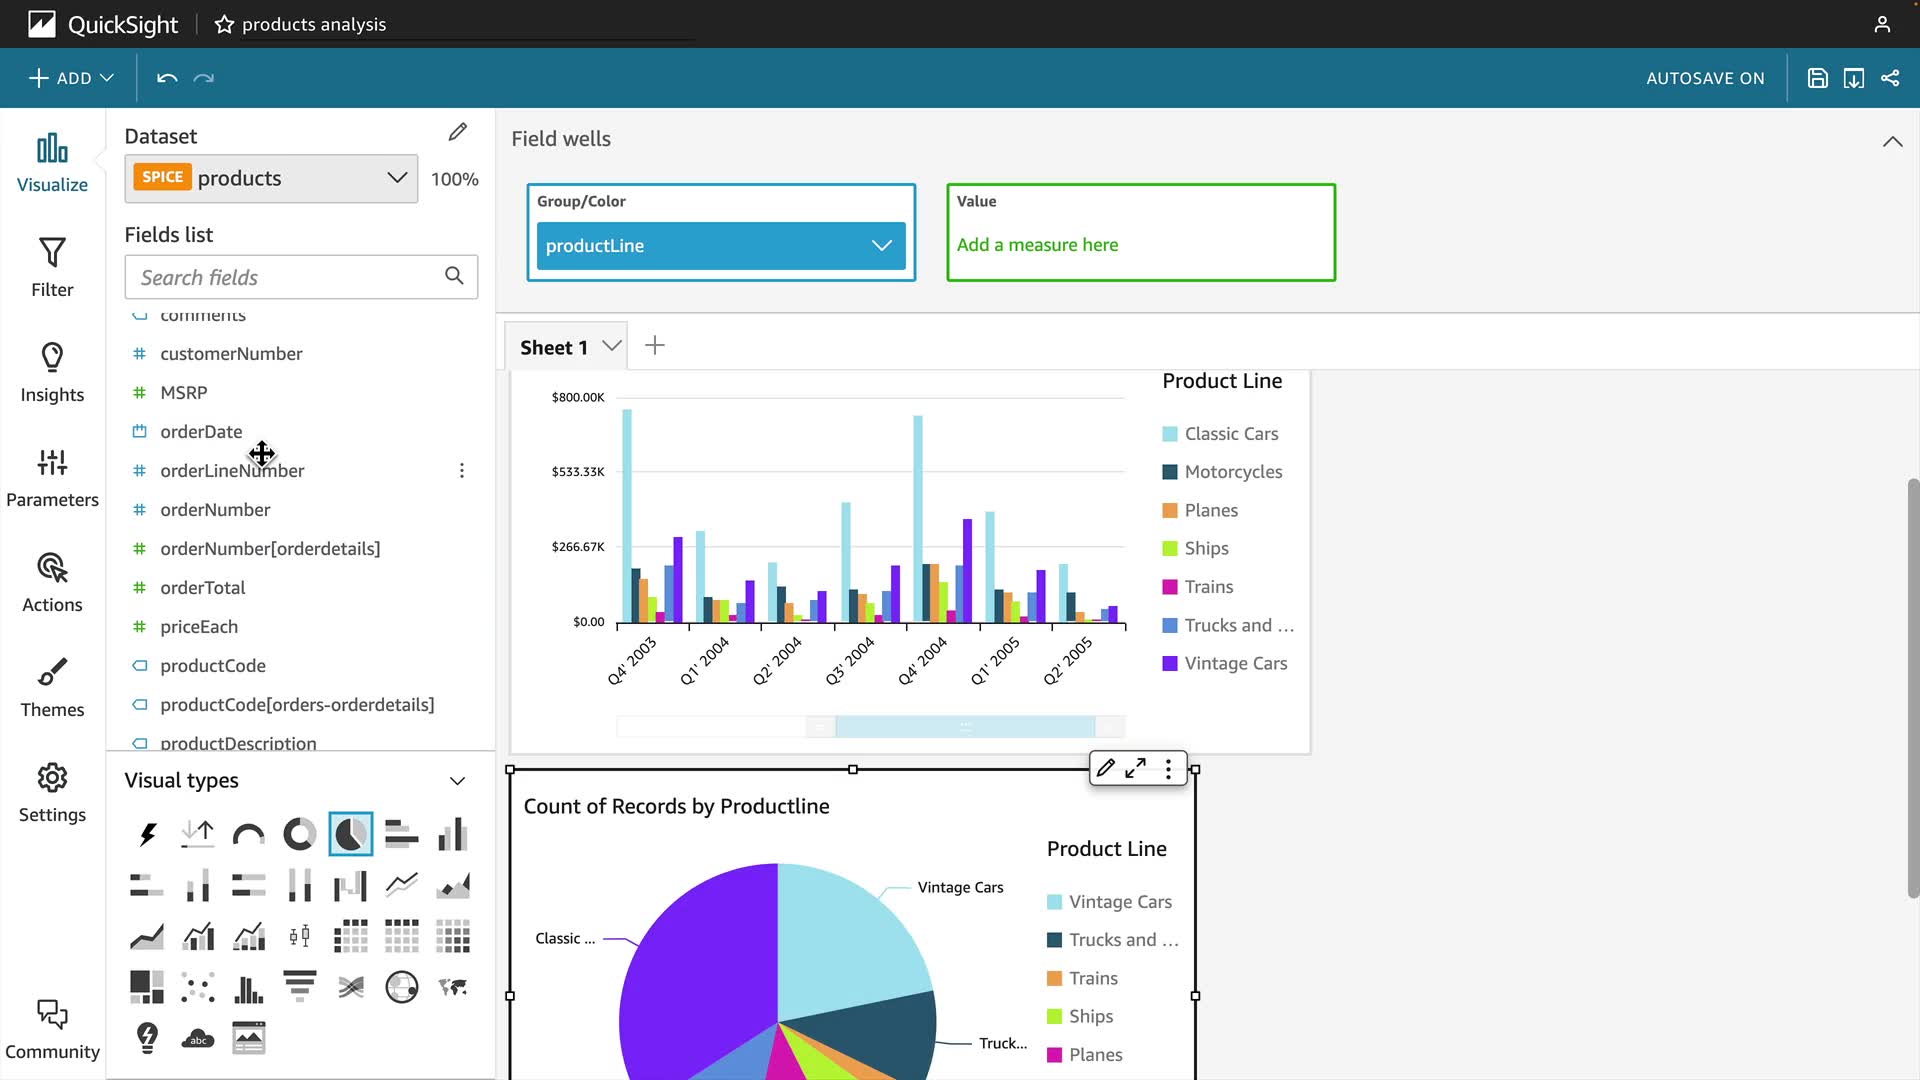 QuickSight
products analysis
ADD
AUTOSAVE ON
Visualize
Filter
Insights
Parameters
Actions
Themes
Settings
Community
Dataset
SPICE products
100%
Fields list
Search fields
comments
customerNumber
MSRP
orderDate
orderLineNumber
orderNumber
orderNumber[orderdetails]
orderTotal
priceEach
productCode
productCode[orders-orderdetails]
productDescription
Visual types
abc
Field wells
Group/Color
productLine
Value
Add a measure here
Sheet 1
$800.00K
$533.33K
$266.67K
$0.00
Q4' 2003
Q1' 2004
Q2' 2004
Q3' 2004
Q4' 2004
Q1' 2005
Q2' 2005
Product Line
Classic Cars
Motorcycles
Planes
Ships
Trains
Trucks and ...
Vintage Cars
Count of Records by Productline
Vintage Cars
Classic ...
Truck...
Product Line
Vintage Cars
Trucks and ...
Trains
Ships
Planes